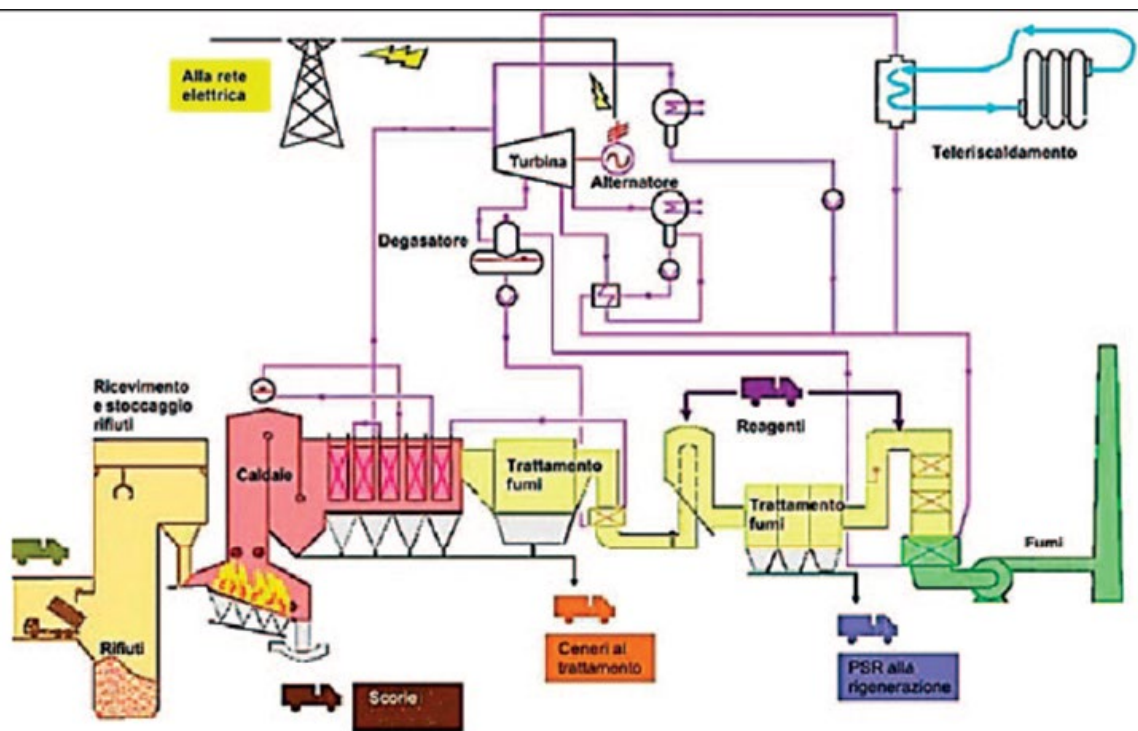 Alla rete
elettrica
Turbina
Alternatore
Teleriscaldamento
Degasatore
Ricevimento
e stoccaggio
rifiuti
Caldaie
Trattamento
fumi
Reagenti
Trattamento
fumi
Fumi
Rifiuti
Scorie
Ceneri al
trattamento
PSR alla
rigenerazione